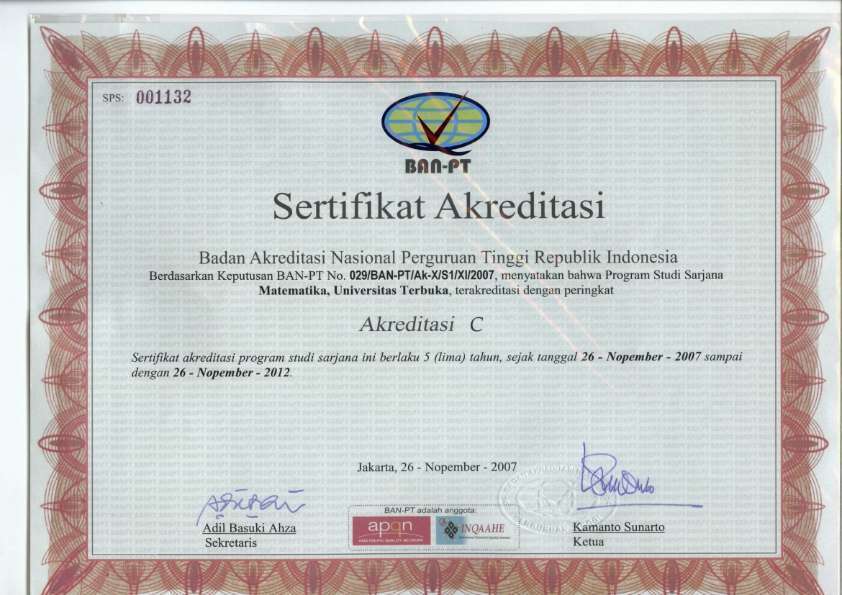 SPS: 001132
BAN-PT
Sertifikat Akreditasi
Badan Akreditasi Nasional Perguruan Tinggi Republik Indonesia
Berdasarkan Keputusan BAN-PT No. 029/BAN-PT/Ak-X/S1/XI/2007, menyatakan bahwa Program Studi Sarjana
Matematika, Universitas Terbuka, terakreditasi dengan peringkat
Akreditasi C
Sertifikat akreditasi program studi sarjana ini berlaku 5 (lima) tahun, sejak tanggal 26 - Nopember - 2007 sampai
dengan 26 - Nopember - 2012.
Jakarta, 26 - Nopember - 2007
BAN-PT adalah anggota:
apqn
INQAAHE
Adil Basuki Ahza
Sekretaris
Kamanto Sunarto
Ketua